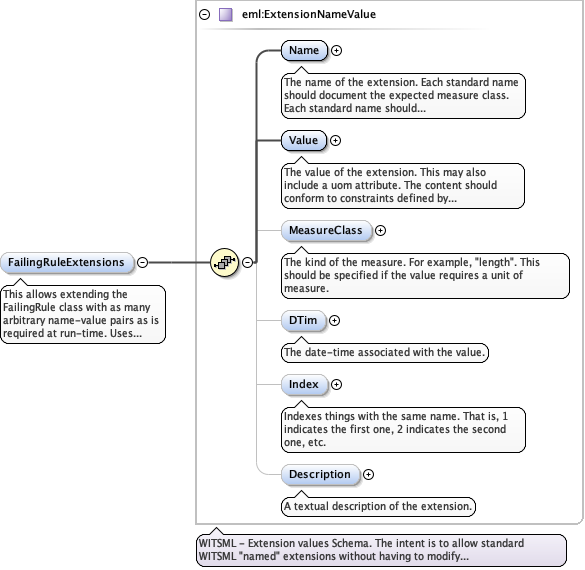 eml:ExtensionNameValue
Name
The name of the extension. Each standard name
should document the expected measure class.
Each standard name should...
Value
The value of the extension. This may also
include a uom attribute. The content should
conform to constraints defined by...
MeasureClass
The kind of the measure. For example, "length". This
should be specified if the value requires a unit of
measure.
FailingRuleExtensions
This allows extending the
FailingRule class with as many
arbitrary name-value pairs as is
required at run-time. Uses...
DTim
The date-time associated with the value.
Index
Indexes things with the same name. That is, 1
indicates the first one, 2 indicates the second
one, etc.
Description
A textual description of the extension.
WITSML - Extension values Schema. The intent is to allow standard
WITSML "named" extensions without having to modify...